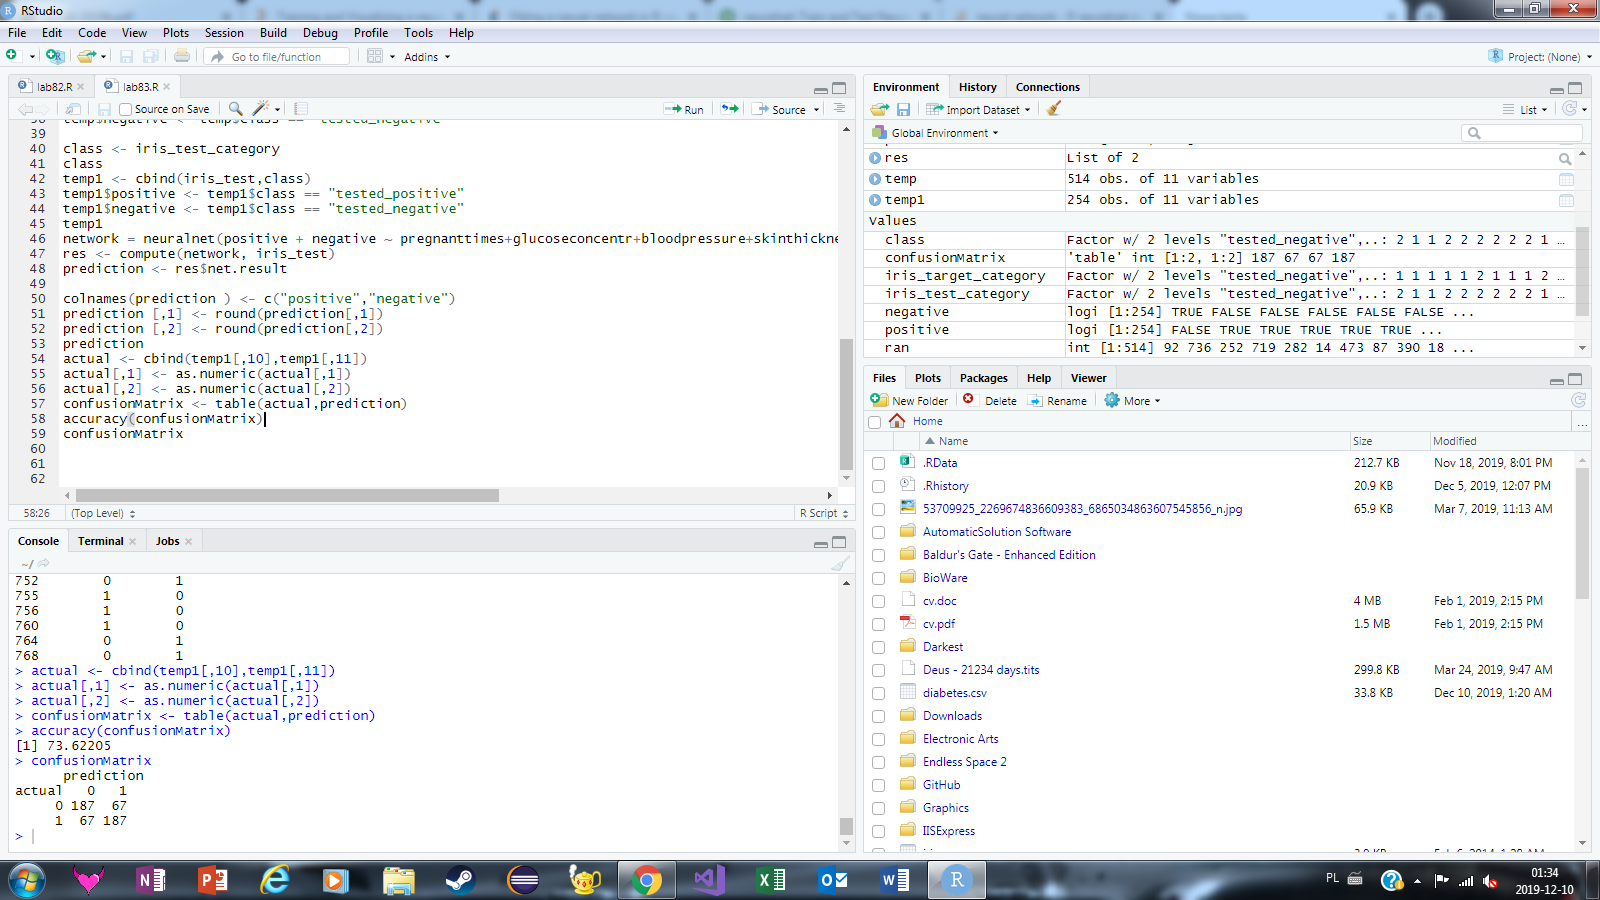 RStudio
File Edit Code View Plots Session Build Debug Profile Tools Help
Go to file/function Addins Project: (None)
lab82.R lab83.R
Source on Save Run Source
38 temp$negative <- temp$class == "tested_negative"
39
40 class <- iris_test_category
41 class
42 temp1 <- cbind(iris_test,class)
43 temp1$positive <- temp1$class == "tested_positive"
44 temp1$negative <- temp1$class == "tested_negative"
45 temp1
46 network = neuralnet(positive + negative ~ pregnanttimes+glucoseconcentr+bloodpressure+skinthickne
47 res <- compute(network, iris_test)
48 prediction <- res$net.result
49
50 colnames(prediction ) <- c("positive","negative")
51 prediction [,1] <- round(prediction[,1])
52 prediction [,2] <- round(prediction[,2])
53 prediction
54 actual <- cbind(temp1[,10],temp1[,11])
55 actual[,1] <- as.numeric(actual[,1])
56 actual[,2] <- as.numeric(actual[,2])
57 confusionMatrix <- table(actual,prediction)
58 accuracy(confusionMatrix)
59 confusionMatrix
60
61
62
58:26 (Top Level) R Script
Console Terminal Jobs
~/
752 0 1
755 1 0
756 1 0
760 1 0
764 0 1
768 0 1
> actual <- cbind(temp1[,10],temp1[,11])
> actual[,1] <- as.numeric(actual[,1])
> actual[,2] <- as.numeric(actual[,2])
> confusionMatrix <- table(actual,prediction)
> accuracy(confusionMatrix)
[1] 73.62205
> confusionMatrix
prediction
actual 0 1
0 187 67
1 67 187
>
Environment History Connections
Import Dataset List
Global Environment
res List of 2
temp 514 obs. of 11 variables
temp1 254 obs. of 11 variables
Values
class Factor w/ 2 levels "tested_negative",..: 2 1 1 2 2 2 2 2 2 1 ...
confusionMatrix 'table' int [1:2, 1:2] 187 67 67 187
iris_target_category Factor w/ 2 levels "tested_negative",..: 1 1 1 1 1 2 1 1 1 2 ...
iris_test_category Factor w/ 2 levels "tested_negative",..: 2 1 1 2 2 2 2 2 2 1 ...
negative logi [1:254] TRUE FALSE FALSE FALSE FALSE FALSE ...
positive logi [1:254] FALSE TRUE TRUE TRUE TRUE TRUE ...
ran int [1:514] 92 736 252 719 282 14 473 87 390 18 ...
Files Plots Packages Help Viewer
New Folder Delete Rename More
Home ...
Name Size Modified
.RData 212.7 KB Nov 18, 2019, 8:01 PM
.Rhistory 20.9 KB Dec 5, 2019, 12:07 PM
53709925_2269674836609383_6865034863607545856_n.jpg 65.9 KB Mar 7, 2019, 11:13 AM
AutomaticSolution Software
Baldur's Gate - Enhanced Edition
BioWare
cv.doc 4 MB Feb 1, 2019, 2:15 PM
cv.pdf 1.5 MB Feb 1, 2019, 2:15 PM
Darkest
Deus - 21234 days.tits 299.8 KB Mar 24, 2019, 9:47 AM
diabetes.csv 33.8 KB Dec 10, 2019, 1:20 AM
Downloads
Electronic Arts
Endless Space 2
GitHub
Graphics
IISExpress
PL 01:34
2019-12-10